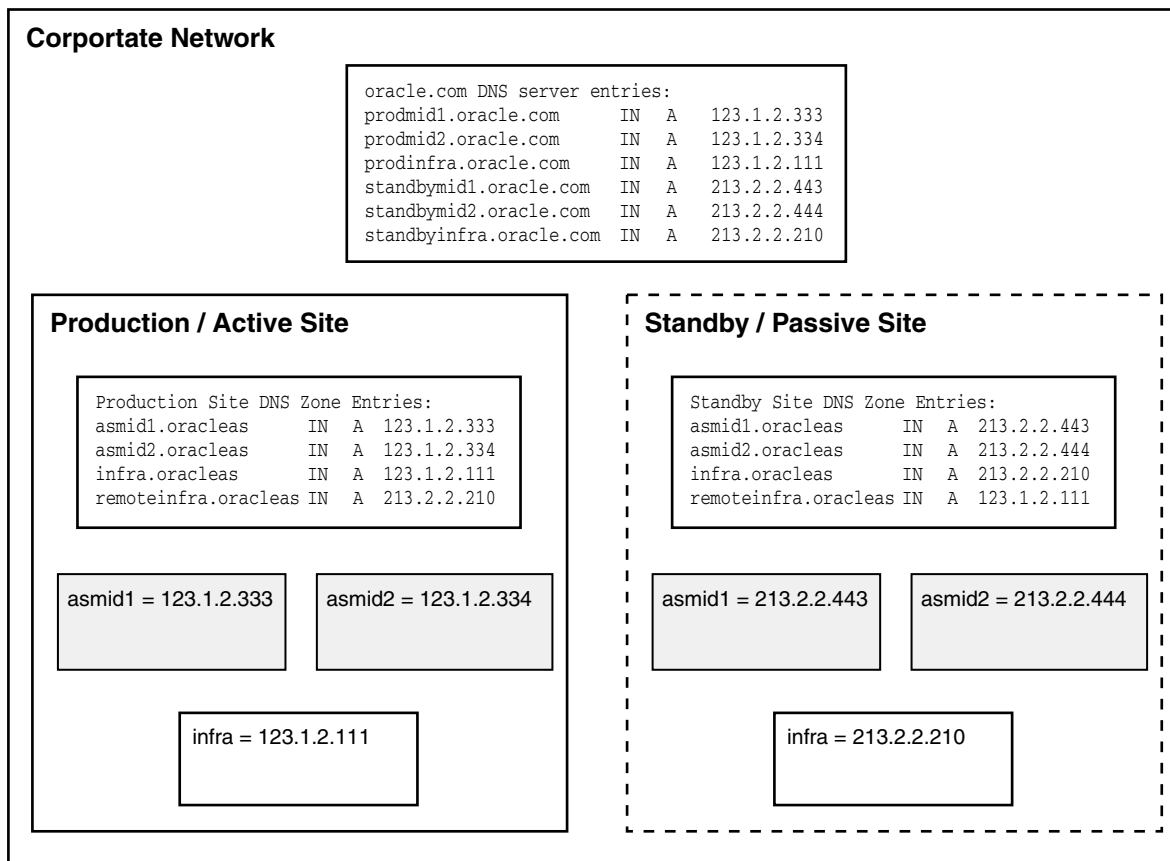 Corportate Network
oracle.com DNS server entries:
prodmid1.oracle.com IN A 123.1.2.333
prodmid2.oracle.com IN A 123.1.2.334
prodinfra.oracle.com IN A 123.1.2.111
standbymid1.oracle.com IN A 213.2.2.443
standbymid2.oracle.com IN A 213.2.2.444
standbyinfra.oracle.com IN A 213.2.2.210
Production / Active Site
Production Site DNS Zone Entries:
asmid1.oracleas IN A 123.1.2.333
asmid2.oracleas IN A 123.1.2.334
infra.oracleas IN A 123.1.2.111
remoteinfra.oracleas IN A 213.2.2.210
asmid1 = 123.1.2.333
asmid2 = 123.1.2.334
infra = 123.1.2.111
Standby / Passive Site
Standby Site DNS Zone Entries:
asmid1.oracleas IN A 213.2.2.443
asmid2.oracleas IN A 213.2.2.444
infra.oracleas IN A 213.2.2.210
remoteinfra.oracleas IN A 123.1.2.111
asmid1 = 213.2.2.443
asmid2 = 213.2.2.444
infra = 213.2.2.210